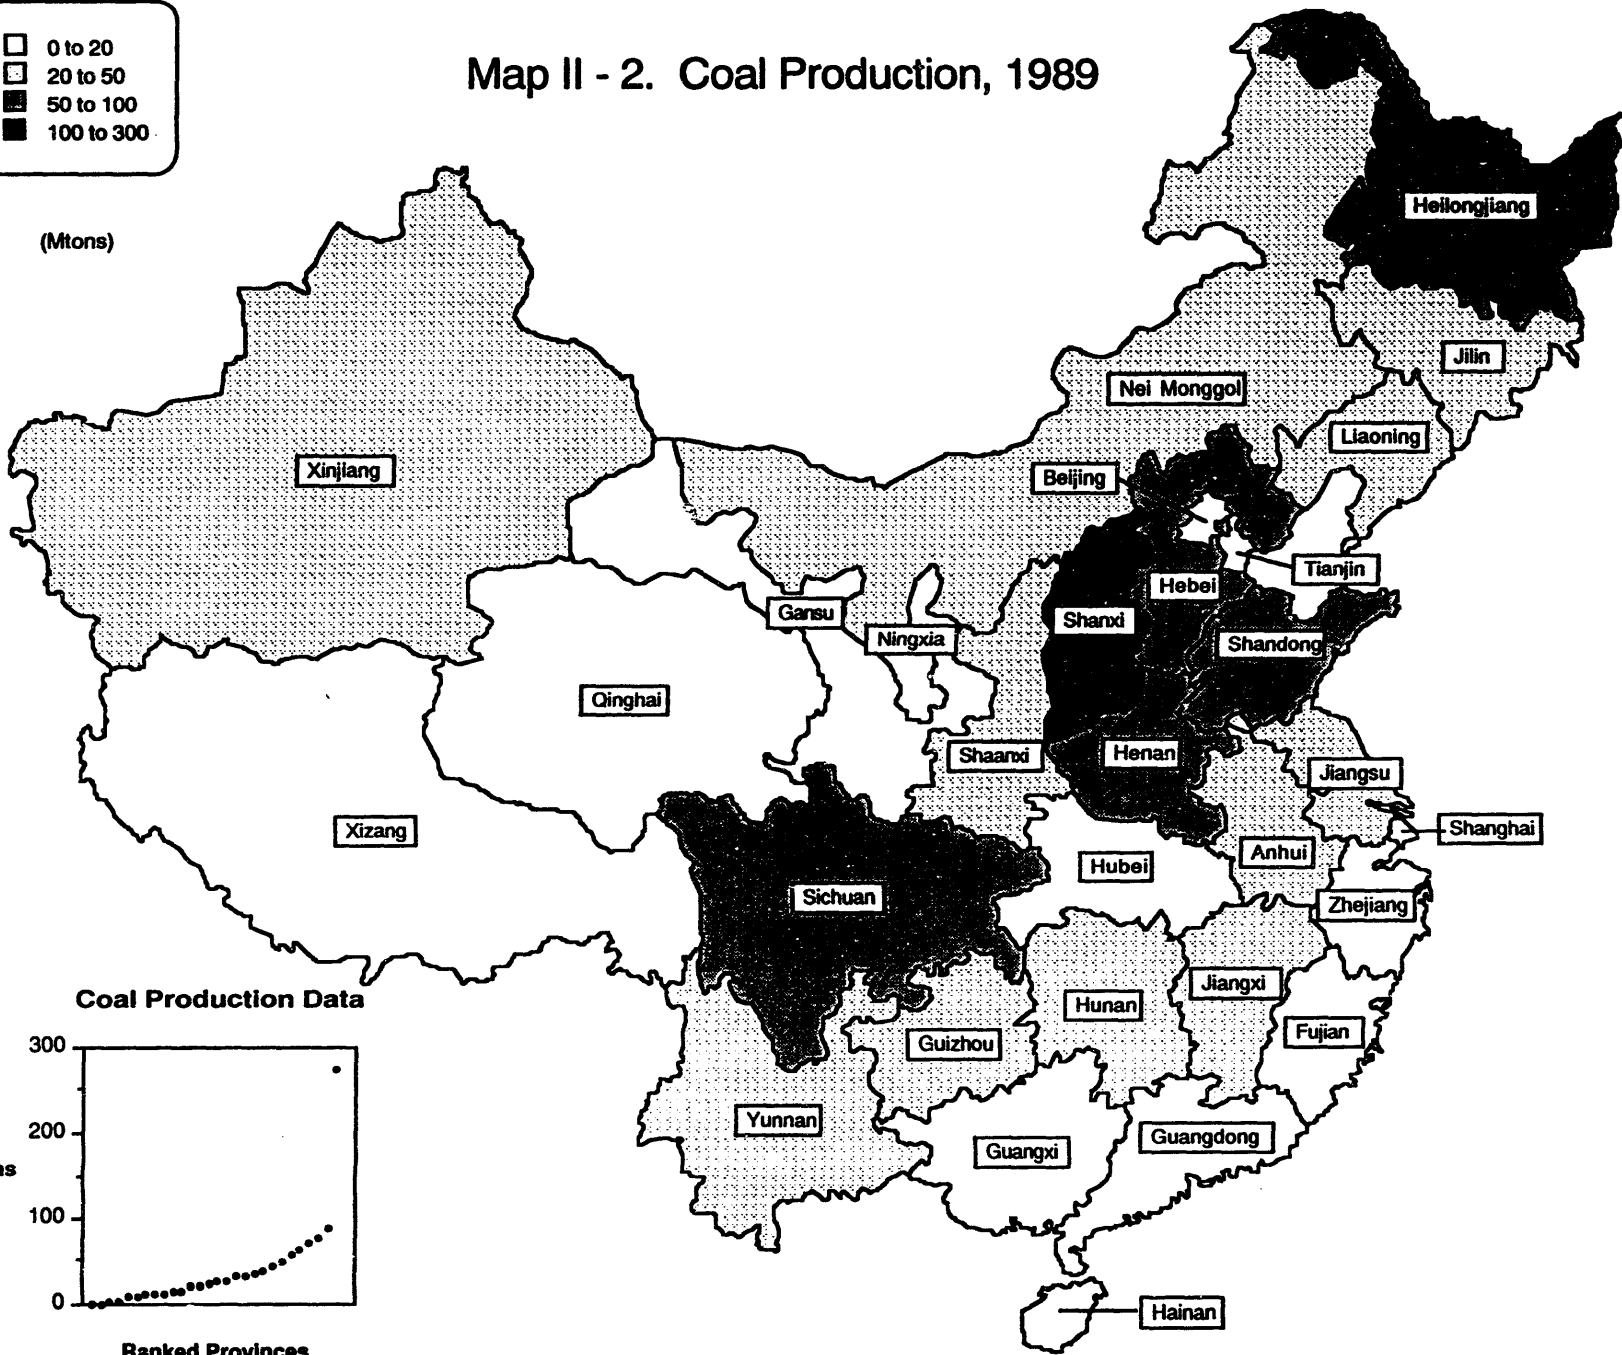 0 to 20
20 to 50
50 to 100
100 to 300
Map II - 2. Coal Production, 1989
(Mtons)
Heilongjiang
Jilin
Nei Monggol
Liaoning
Xinjiang
Beijing
Tianjin
Hebei
Gansu
Shanxi
Ningxia
Shandong
Qinghai
Shaanxi
Henan
Jiangsu
Xizang
Shanghai
Anhui
Hubei
Sichuan
Zhejiang
Jiangxi
Hunan
Fujian
Guizhou
Yunnan
Guangdong
Guangxi
Hainan
Coal Production Data
300
200
100
0
Ranked Provinces